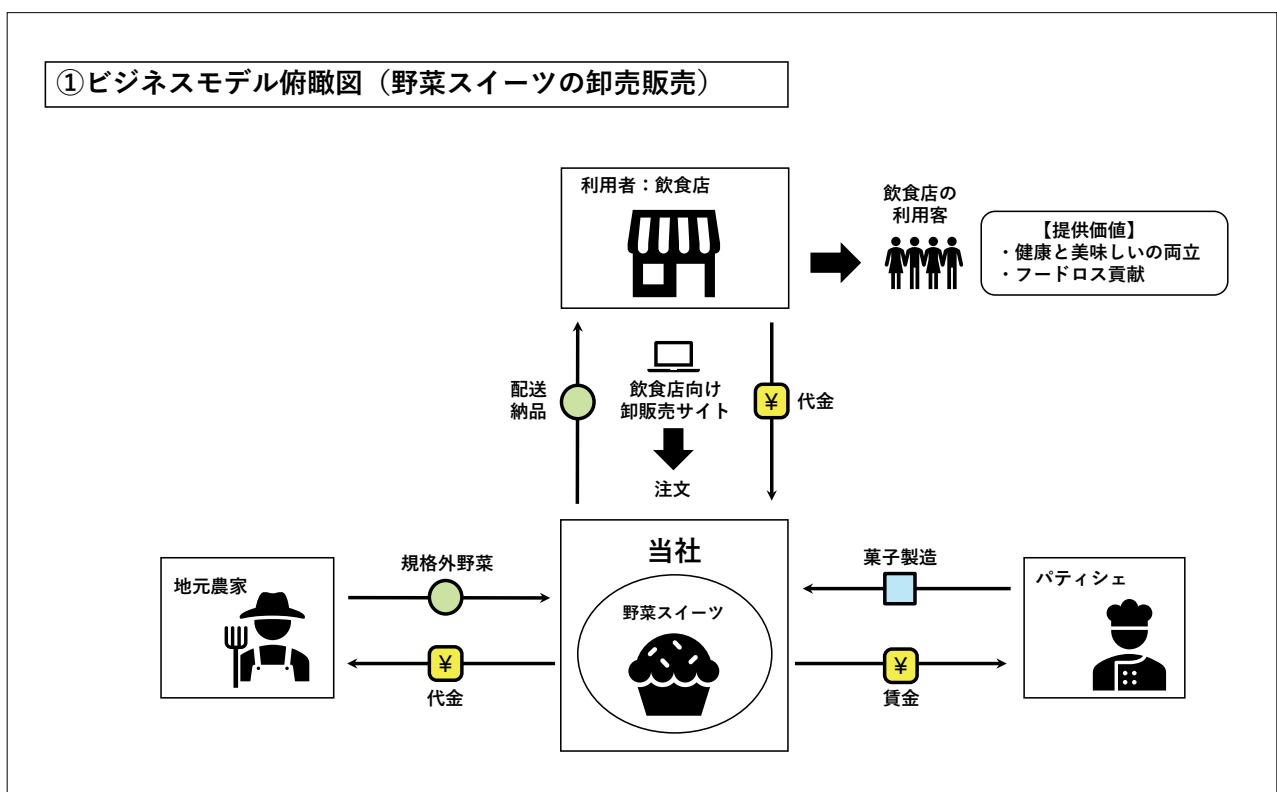 ①ビジネスモデル俯瞰図（野菜スイーツの卸売販売）
利用者：飲食店
飲食店の
利用客
【提供価値】
・健康と美味しいの両立
・フードロス貢献
配送
納品
飲食店向け
卸販売サイト
¥
代金
注文
当社
野菜スイーツ
地元農家
規格外野菜
¥
代金
菓子製造
¥
賃金
パティシェ